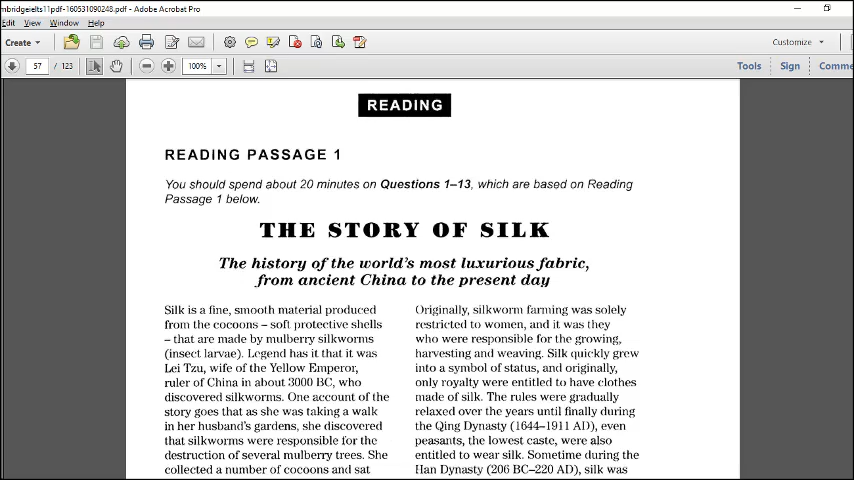 mbridgeielts11pdf-160531090248.pdf - Adobe Acrobat Pro
Edit View Window Help
Create Customize
57 / 123 100% Tools Sign Comme
READING
READING PASSAGE 1
You should spend about 20 minutes on Questions 1–13, which are based on Reading
Passage 1 below.
THE STORY OF SILK
The history of the world's most luxurious fabric,
from ancient China to the present day
Silk is a fine, smooth material produced
from the cocoons – soft protective shells
– that are made by mulberry silkworms
(insect larvae). Legend has it that it was
Lei Tzu, wife of the Yellow Emperor,
ruler of China in about 3000 BC, who
discovered silkworms. One account of the
story goes that as she was taking a walk
in her husband's gardens, she discovered
that silkworms were responsible for the
destruction of several mulberry trees. She
collected a number of cocoons and sat
Originally, silkworm farming was solely
restricted to women, and it was they
who were responsible for the growing,
harvesting and weaving. Silk quickly grew
into a symbol of status, and originally,
only royalty were entitled to have clothes
made of silk. The rules were gradually
relaxed over the years until finally during
the Qing Dynasty (1644–1911 AD), even
peasants, the lowest caste, were also
entitled to wear silk. Sometime during the
Han Dynasty (206 BC–220 AD), silk was